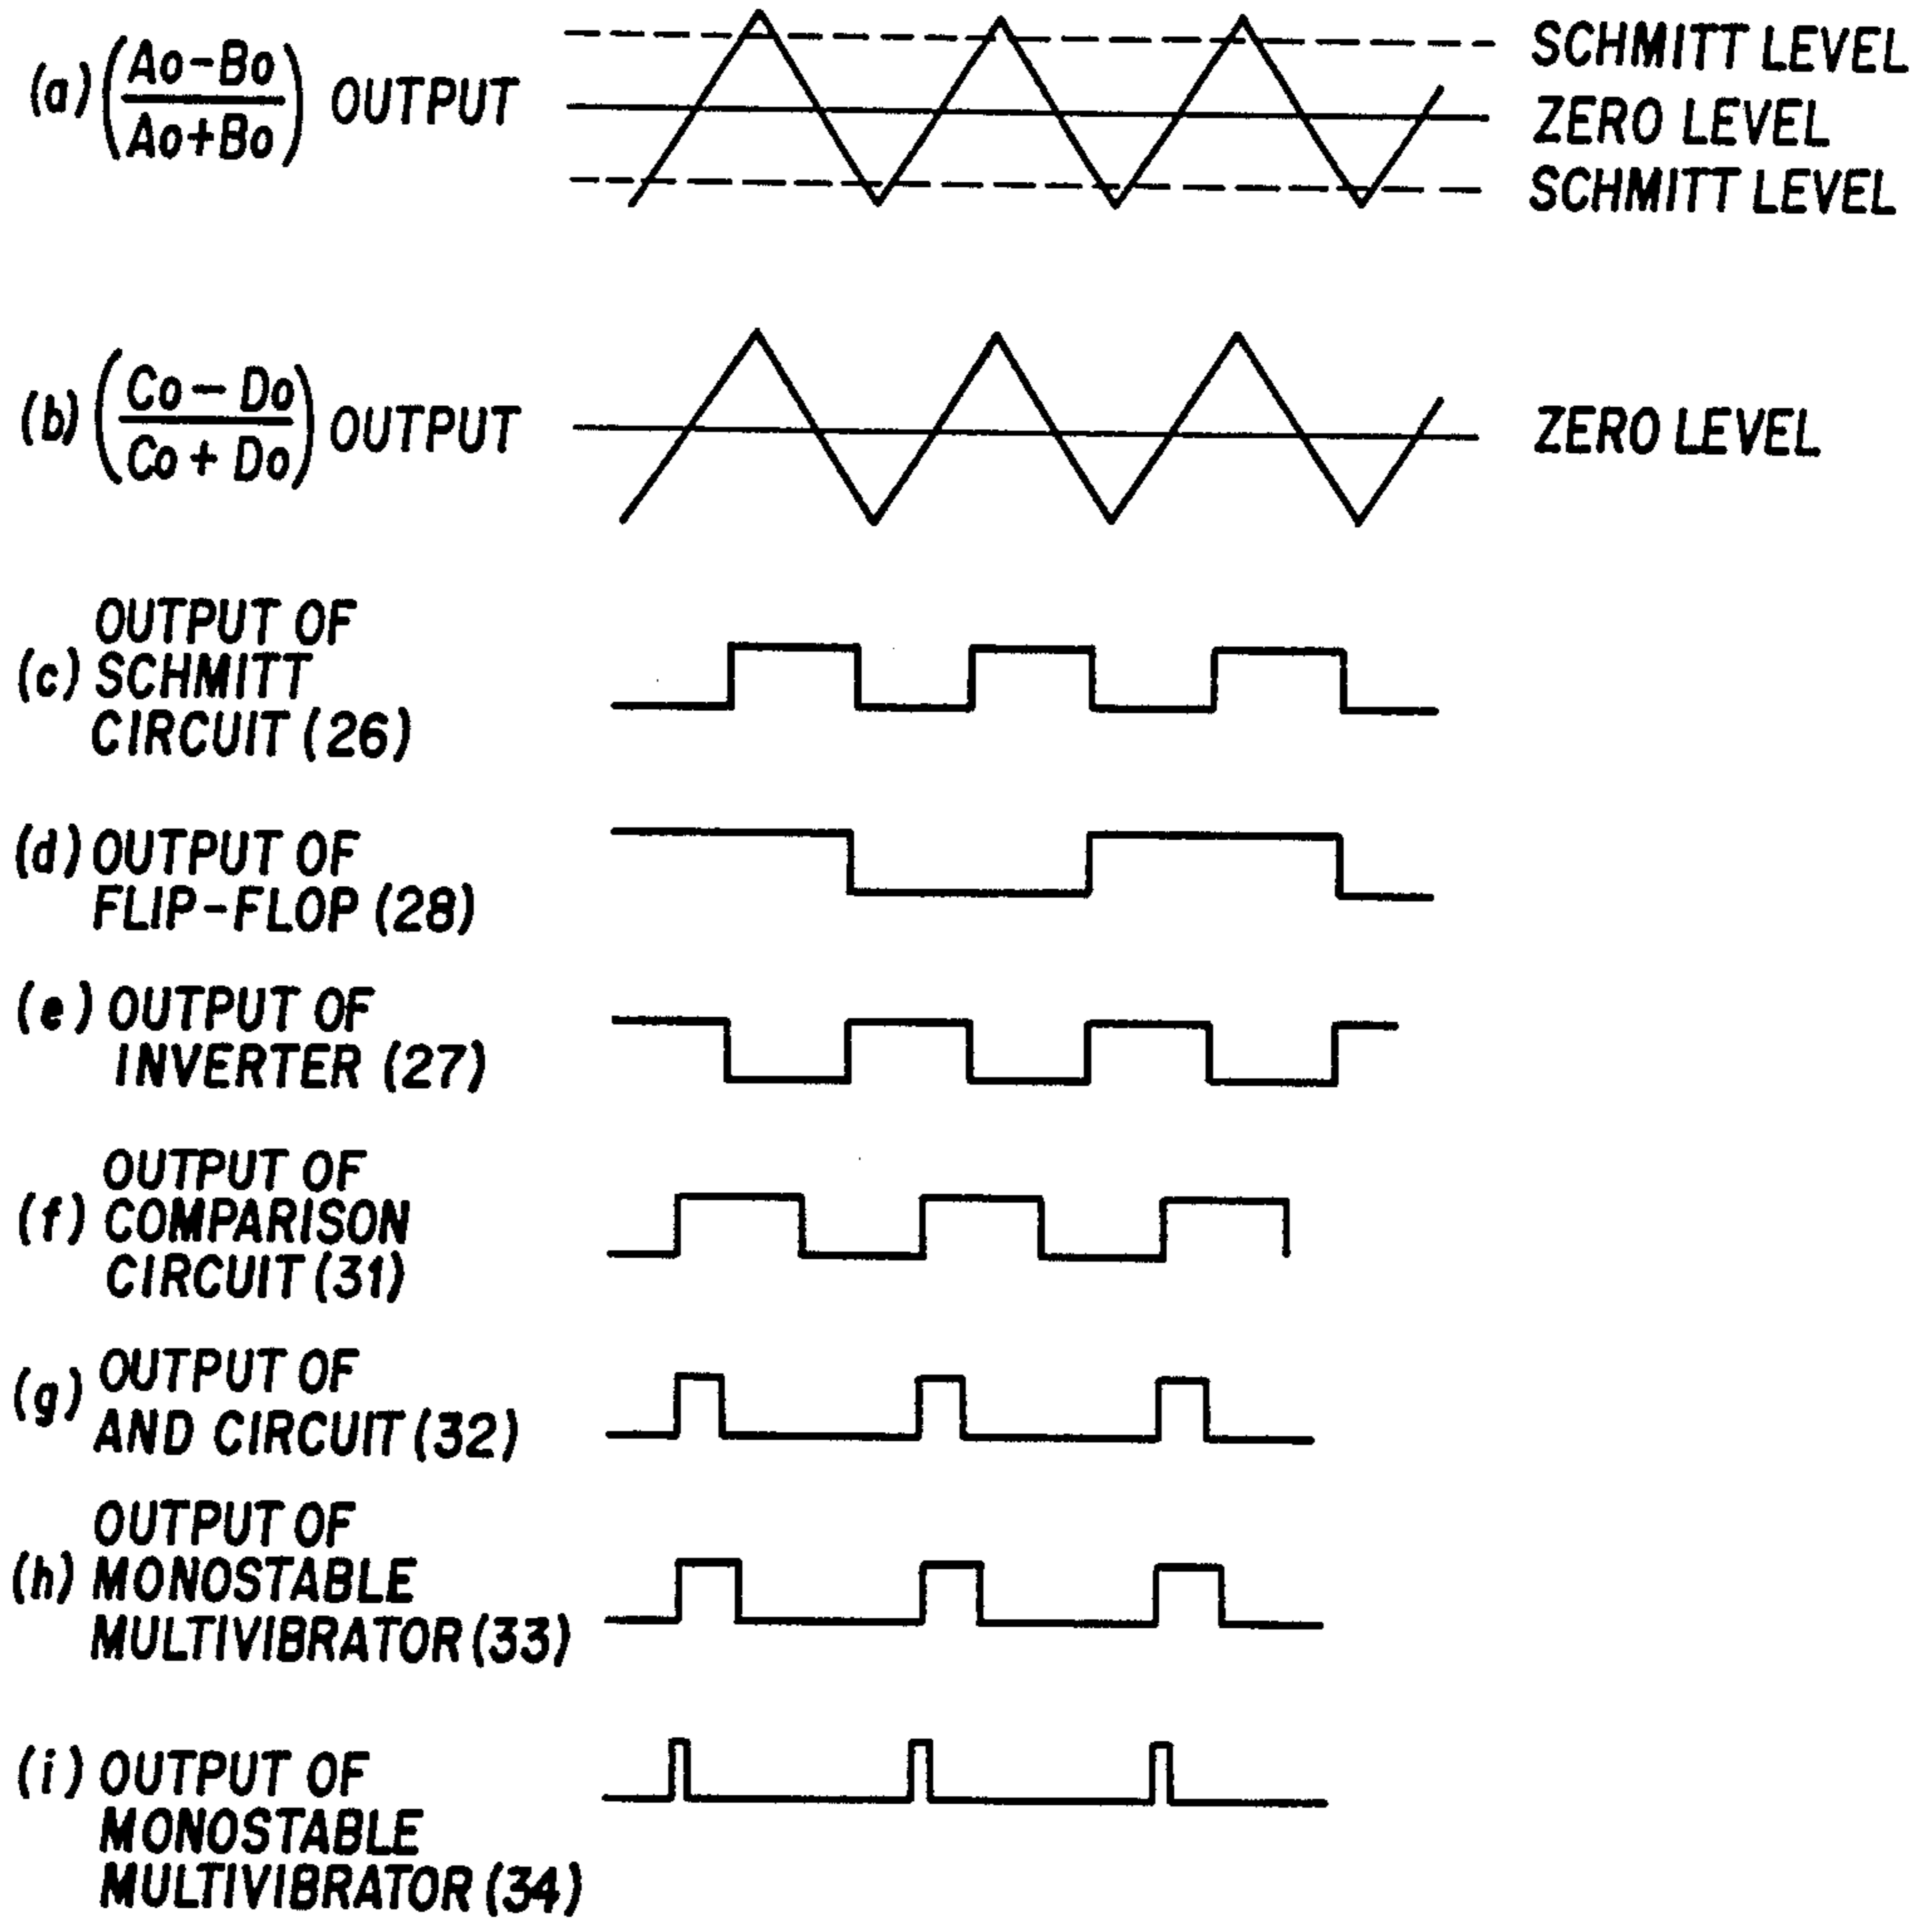 (a) (Ao-Bo / Ao+Bo) OUTPUT
SCHMITT LEVEL
ZERO LEVEL
SCHMITT LEVEL
(b) (Co-Do / Co+Do) OUTPUT
ZERO LEVEL
OUTPUT OF
(c) SCHMITT
CIRCUIT (26)
(d) OUTPUT OF
FLIP-FLOP (28)
(e) OUTPUT OF
INVERTER (27)
OUTPUT OF
(f) COMPARISON
CIRCUIT (31)
(g) OUTPUT OF
AND CIRCUIT (32)
OUTPUT OF
(h) MONOSTABLE
MULTIVIBRATOR (33)
(i) OUTPUT OF
MONOSTABLE
MULTIVIBRATOR (34)